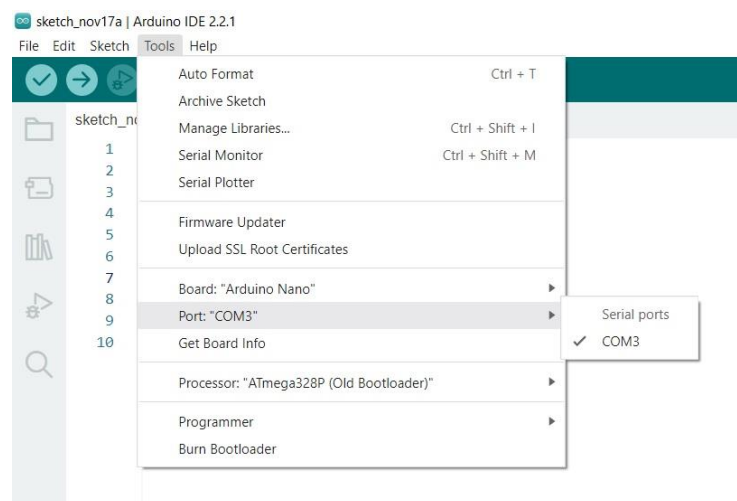 sketch_nov17a | Arduino IDE 2.2.1
File Edit Sketch Tools Help
sketch_n
Auto Format Ctrl + T
Archive Sketch
Manage Libraries... Ctrl + Shift + I
Serial Monitor Ctrl + Shift + M
Serial Plotter
Firmware Updater
Upload SSL Root Certificates
Board: "Arduino Nano"
Port: "COM3"
Get Board Info
Processor: "ATmega328P (Old Bootloader)"
Programmer
Burn Bootloader
Serial ports
COM3
1
2
3
4
5
6
7
8
9
10